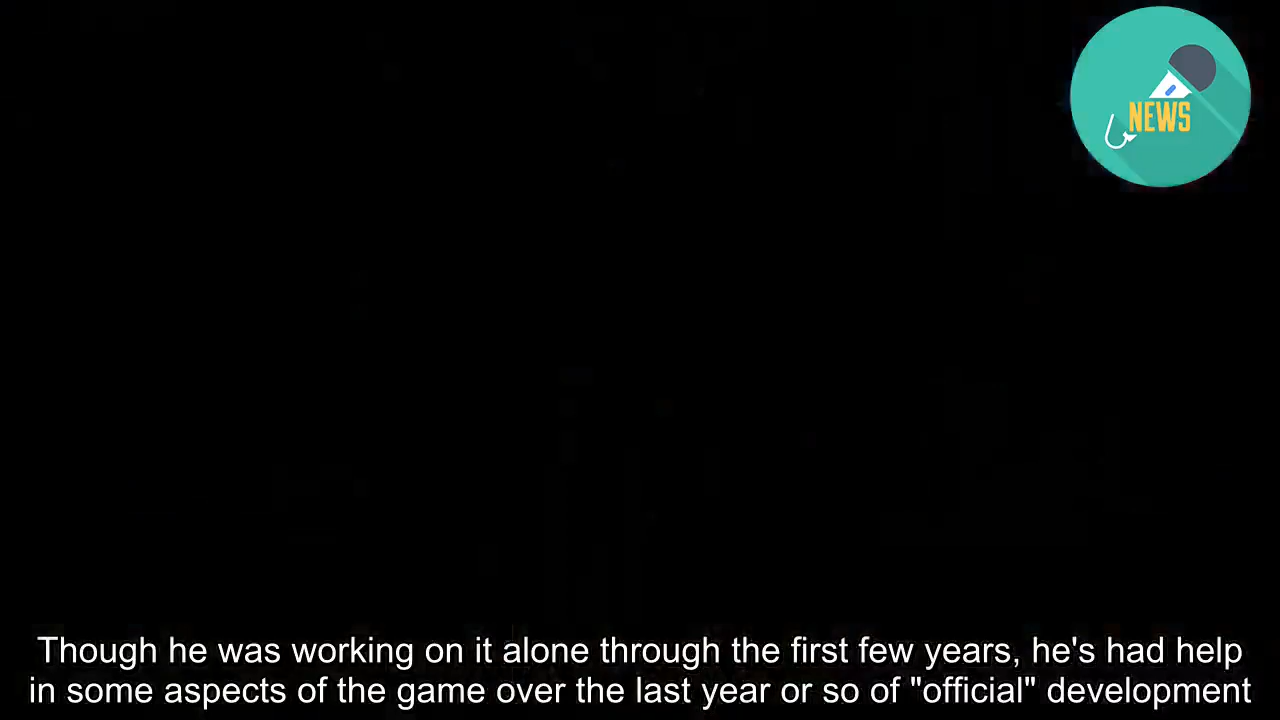 NEWS
Though he was working on it alone through the first few years, he's had help
in some aspects of the game over the last year or so of "official" development